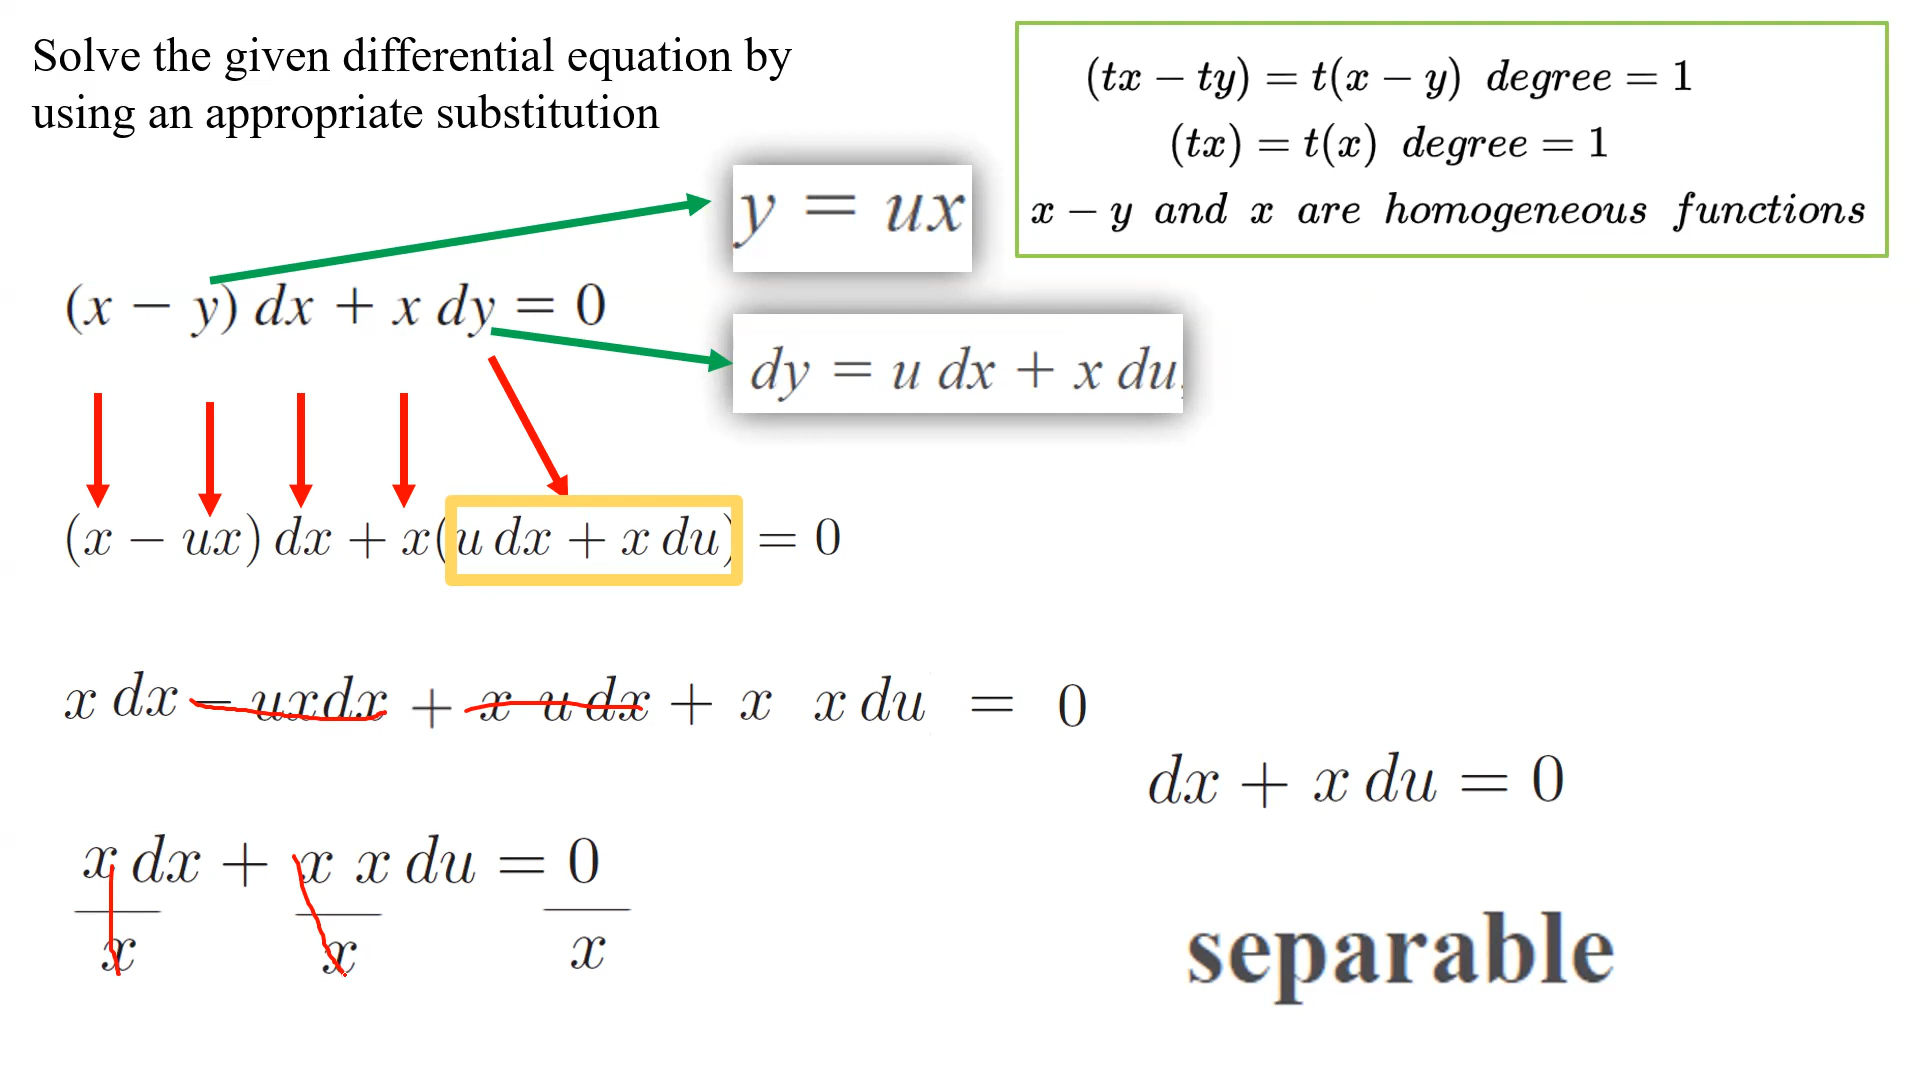 Solve the given differential equation by
using an appropriate substitution
(tx − ty) = t(x − y) degree = 1
(tx) = t(x) degree = 1
x − y and x are homogeneous functions
y = ux
(x − y) dx + x dy = 0
dy = u dx + x du,
(x − ux) dx + x(u dx + x du) = 0
x dx − uxdx + x u dx + x x du = 0
dx + x du = 0
x dx + x x du = 0
x x x
separable